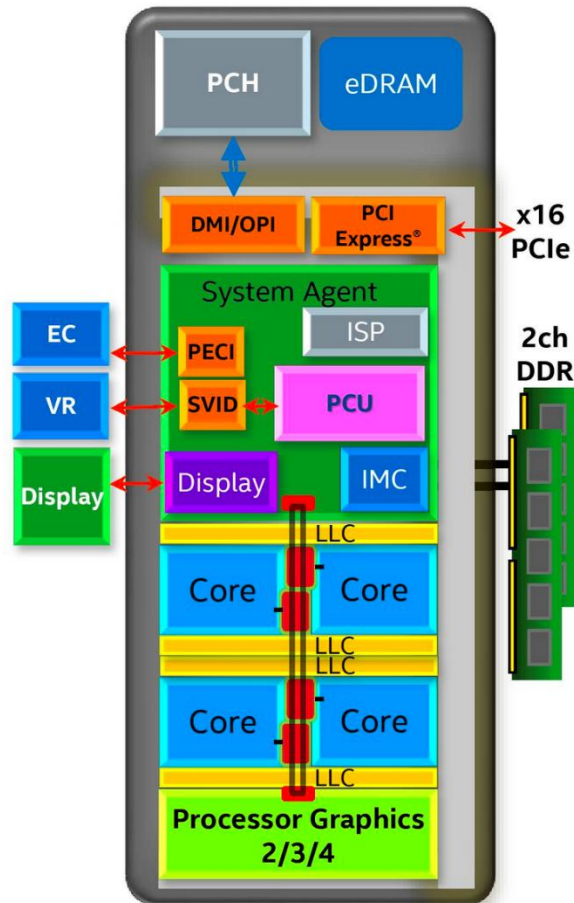 PCH
eDRAM
DMI/OPI
PCI
Express®
x16
PCIe
System Agent
ISP
EC
PECI
2ch
DDR
VR
SVID
PCU
Display
Display
IMC
LLC
Core
Core
LLC
LLC
Core
Core
LLC
Processor Graphics
2/3/4